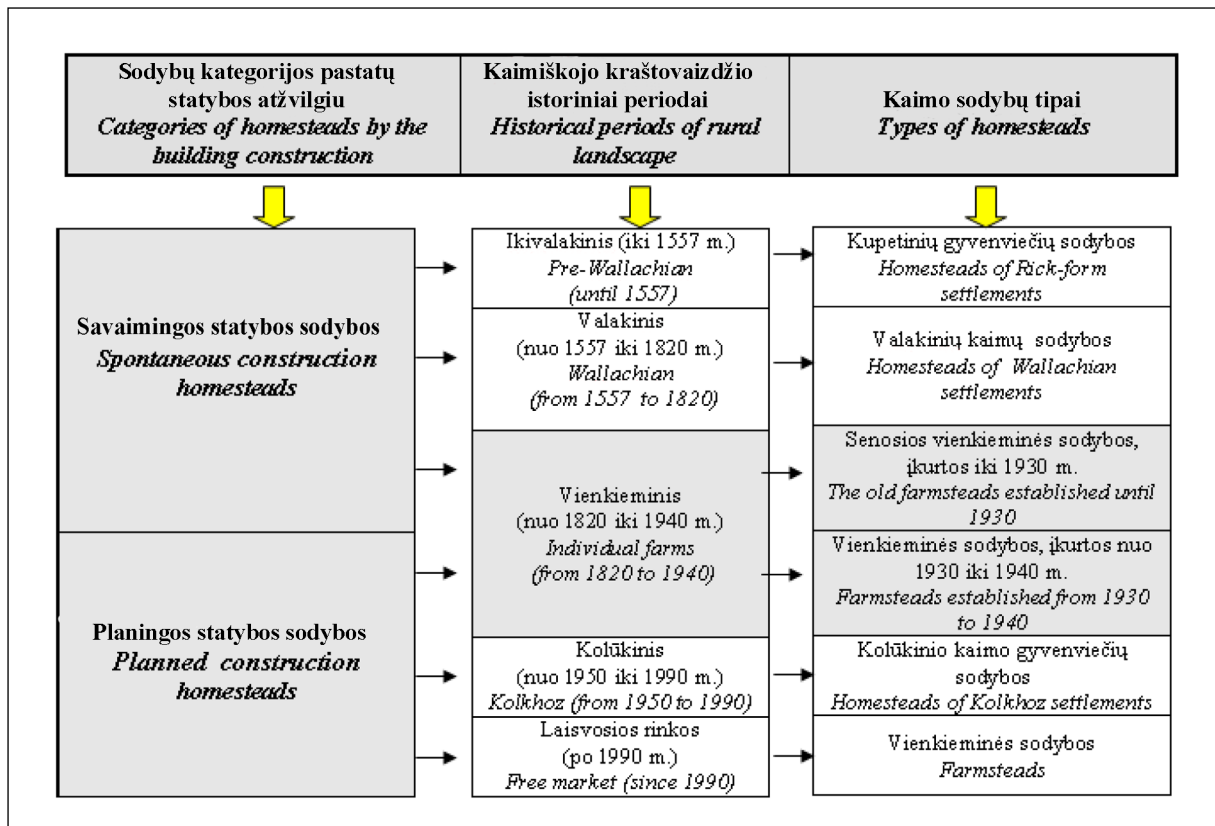 Sodybų kategorijos pastatų
statybos atžvilgiu
Categories of homesteads by the
building construction
Kaimiškojo kraštovaizdžio
istoriniai periodai
Historical periods of rural
landscape
Kaimo sodybų tipai
Types of homesteads
Savaimingos statybos sodybos
Spontaneous construction
homesteads
Planingos statybos sodybos
Planned construction
homesteads
Ikivalakinis (iki 1557 m.)
Pre-Wallachian
(until 1557)
Valakinis
(nuo 1557 iki 1820 m.)
Wallachian
(from 1557 to 1820)
Vienkieminis
(nuo 1820 iki 1940 m.)
Individual farms
(from 1820 to 1940)
Kolūkinis
(nuo 1950 iki 1990 m.)
Kolkhoz (from 1950 to 1990)
Laisvosios rinkos
(po 1990 m.)
Free market (since 1990)
Kupetinių gyvenviečių sodybos
Homesteads of Rick-form
settlements
Valakinių kaimų sodybos
Homesteads of Wallachian
settlements
Senosios vienkieminės sodybos,
įkurtos iki 1930 m.
The old farmsteads established until
1930
Vienkieminės sodybos, įkurtos nuo
1930 iki 1940 m.
Farmsteads established from 1930
to 1940
Kolūkinio kaimo gyvenviečių
sodybos
Homesteads of Kolkhoz settlements
Vienkieminės sodybos
Farmsteads